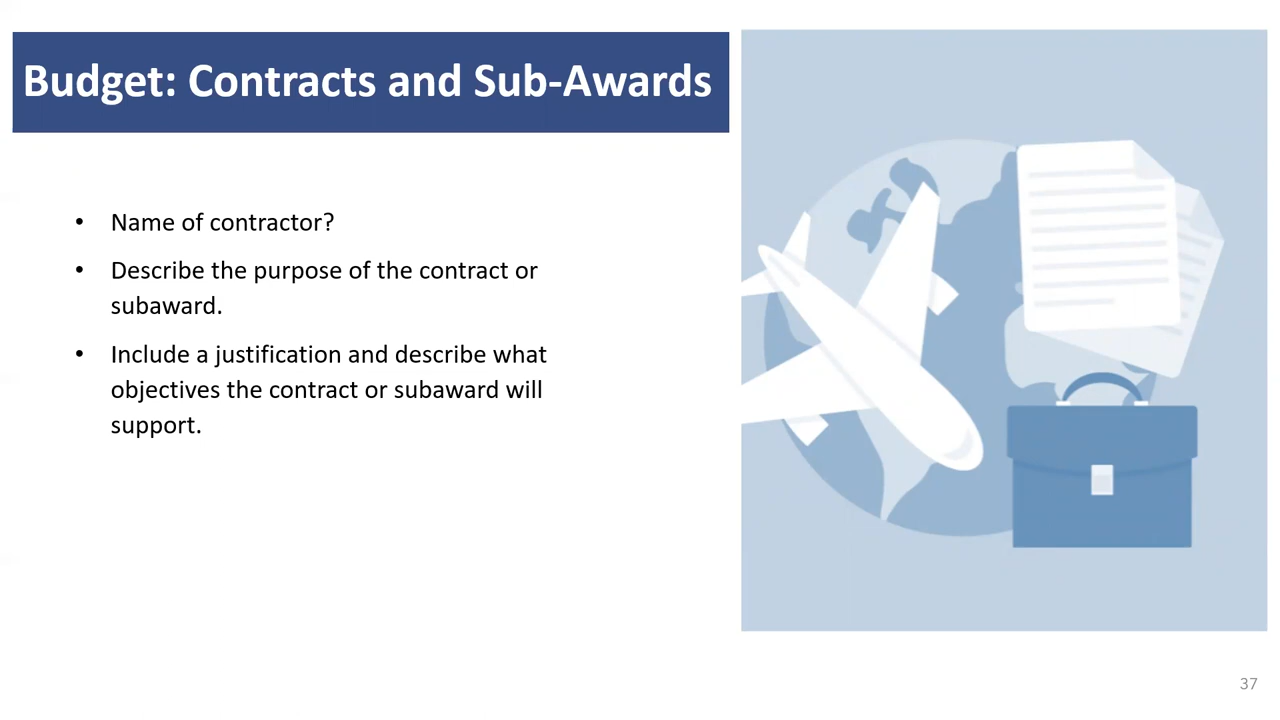 Budget: Contracts and Sub-Awards
• Name of contractor?
• Describe the purpose of the contract or
subaward.
• Include a justification and describe what
objectives the contract or subaward will
support.
37